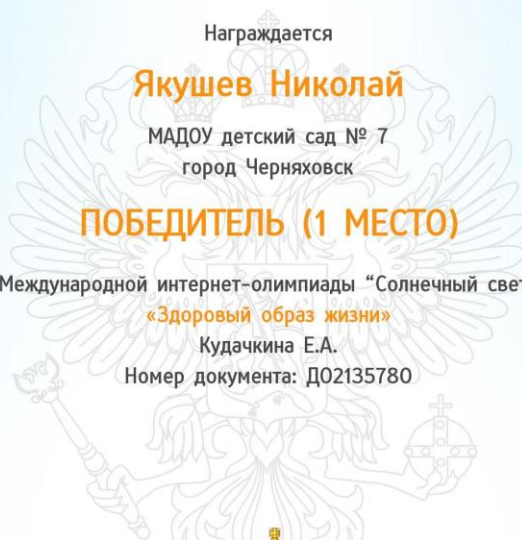 Награждается
Якушев Николай
МАДОУ детский сад № 7
город Черняховск
ПОБЕДИТЕЛЬ (1 МЕСТО)
Международной интернет-олимпиады “Солнечный свет
«Здоровый образ жизни»
Кудачкина Е.А.
Номер документа: ДО2135780